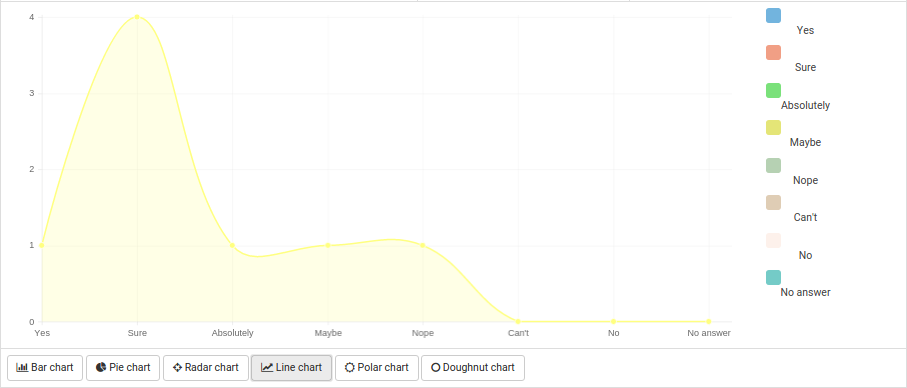 4
3
2
1
0
Yes Sure Absolutely Maybe Nope Can't No No answer
Yes
Sure
Absolutely
Maybe
Nope
Can't
No
No answer
Bar chart Pie chart Radar chart Line chart Polar chart Doughnut chart